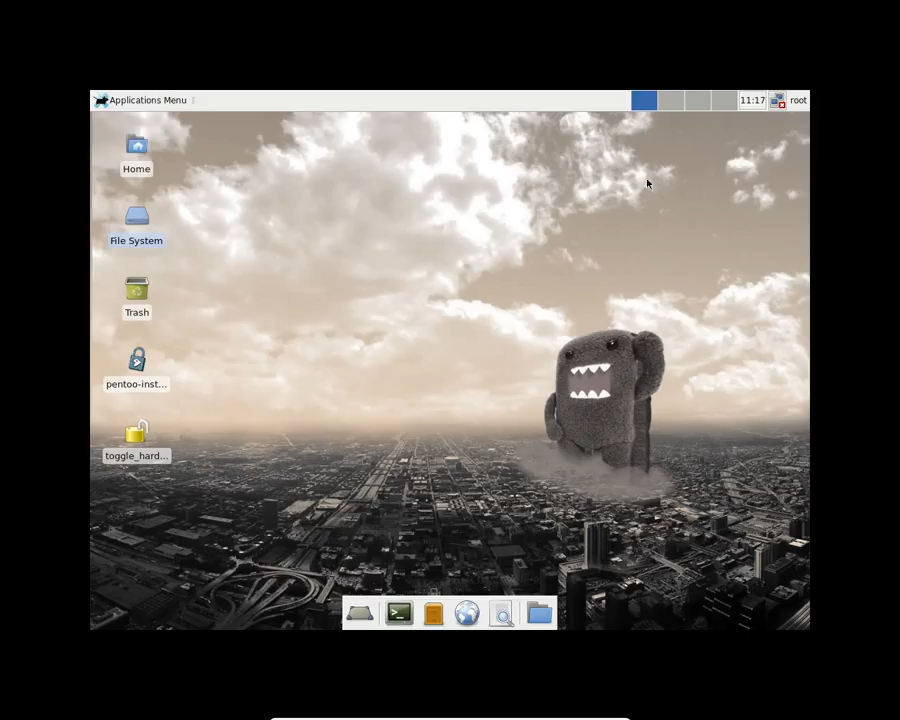 Applications Menu
11:17
root
Home
File System
Trash
pentoo-inst...
toggle_hard...